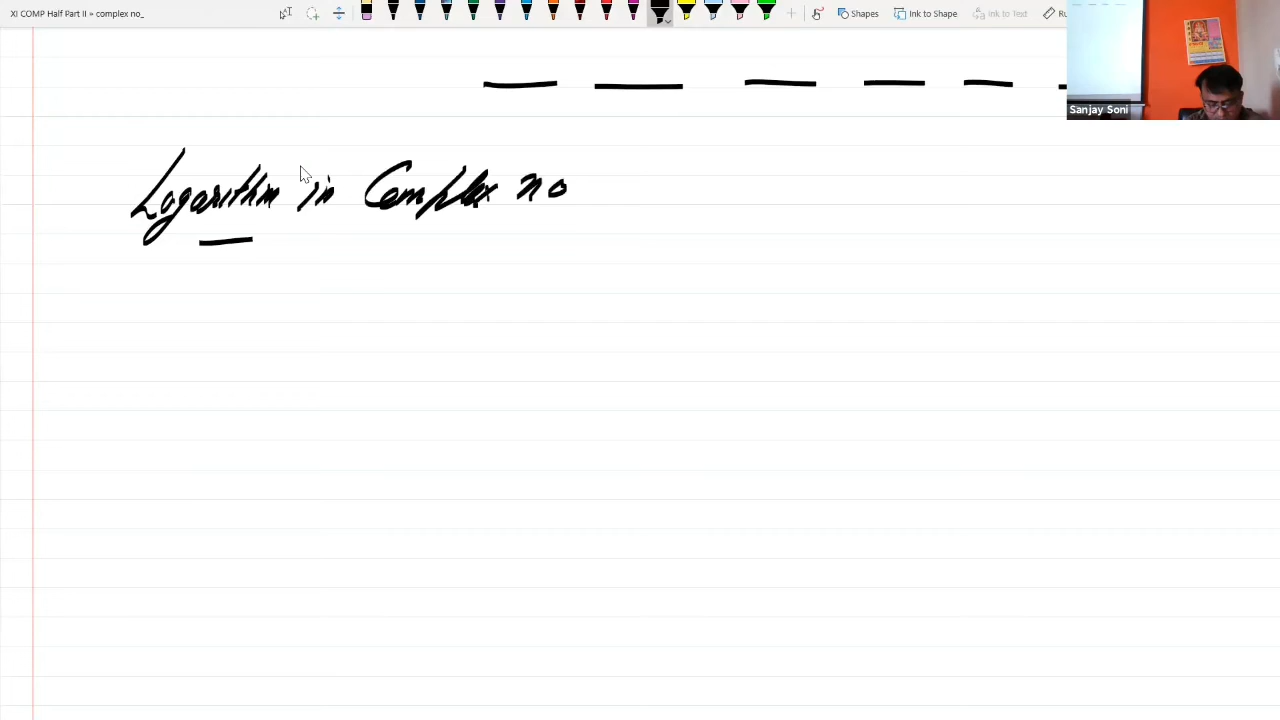 XI COMP Half Part II » complex no_
Shapes
Ink to Shape
Ink to Text
Ru
Sanjay Soni
Logarithm in Complex no